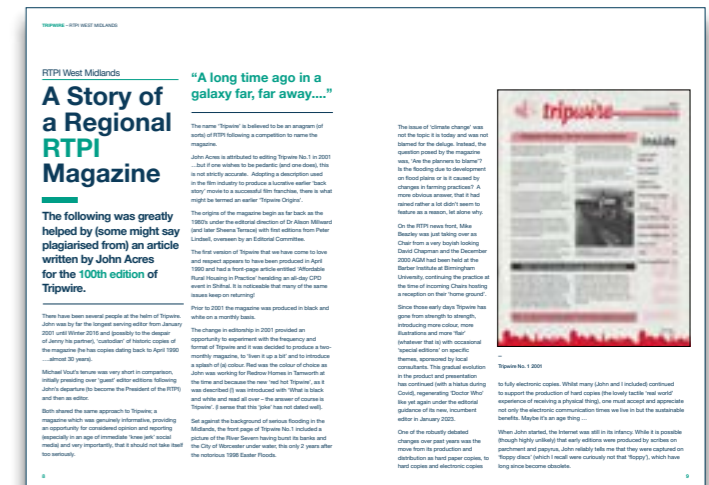 TRIPWIRE – RTPI WEST MIDLANDS
RTPI West Midlands
A Story of
a Regional
RTPI
Magazine
The following was greatly
helped by (some might say
plagiarised from) an article
written by John Acres
for the 100th edition of
Tripwire.
There have been several people at the helm of Tripwire.
John was by far the longest serving editor from January
2001 until Winter 2016 and (possibly to the despair
of Jenny his partner), 'custodian' of historic copies of
the magazine (he has copies dating back to April 1990
….almost 30 years).
Michael Vout's tenure was very short in comparison,
initially presiding over 'guest' editor editions following
John's departure (to become the President of the RTPI)
and then as editor.
Both shared the same approach to Tripwire; a
magazine which was genuinely informative, providing
an opportunity for considered opinion and reporting
(especially in an age of immediate 'knee jerk' social
media) and very importantly, that it should not take itself
too seriously.
"A long time ago in a
galaxy far, far away...."
The name 'Tripwire' is believed to be an anagram (of
sorts) of RTPI following a competition to name the
magazine.
John Acres is attributed to editing Tripwire No.1 in 2001
...but if one wishes to be pedantic (and one does), this
is not strictly accurate. Adopting a description used
in the film industry to produce a lucrative earlier 'back
story' movie to a successful film franchise, there is what
might be termed an earlier 'Tripwire Origins'.
The origins of the magazine begin as far back as the
1980's under the editorial direction of Dr Alison Millward
(and later Sheena Terrace) with first editions from Peter
Lindsell, overseen by an Editorial Committee.
The first version of Tripwire that we have come to love
and respect appears to have been produced in April
1990 and had a front-page article entitled 'Affordable
Rural Housing in Practice' heralding an all-day CPD
event in Shifnal. It is noticeable that many of the same
issues keep on returning!
Prior to 2001 the magazine was produced in black and
white on a monthly basis.
The change in editorship in 2001 provided an
opportunity to experiment with the frequency and
format of Tripwire and it was decided to produce a two-
monthly magazine, to 'liven it up a bit' and to introduce
a splash of (a) colour. Red was the colour of choice as
John was working for Redrow Homes in Tamworth at
the time and because the new 'red hot Tripwire', as it
was described (!) was introduced with 'What is black
and white and read all over – the answer of course is
Tripwire'. (I sense that this 'joke' has not dated well).
Set against the background of serious flooding in the
Midlands, the front page of Tripwire No.1 included a
picture of the River Severn having burst its banks and
the City of Worcester under water, this only 2 years after
the notorious 1998 Easter Floods.
The issue of 'climate change' was
not the topic it is today and was not
blamed for the deluge. Instead, the
question posed by the magazine
was, 'Are the planners to blame'?
Is the flooding due to development
on flood plains or is it caused by
changes in farming practices? A
more obvious answer, that it had
rained rather a lot didn't seem to
feature as a reason, let alone why.
On the RTPI news front, Mike
Beazley was just taking over as
Chair from a very boyish looking
David Chapman and the December
2000 AGM had been held at the
Barber Institute at Birmingham
University, continuing the practice at
the time of incoming Chairs hosting
a reception on their 'home ground'.
Since those early days Tripwire has
gone from strength to strength,
introducing more colour, more
illustrations and more 'flair'
(whatever that is) with occasional
'special editions' on specific
themes, sponsored by local
consultants. This gradual evolution
in the product and presentation
has continued (with a hiatus during
Covid), regenerating 'Doctor Who'
like yet again under the editorial
guidance of its new, incumbent
editor in January 2023.
One of the robustly debated
changes over past years was the
move from its production and
distribution as hard paper copies, to
hard copies and electronic copies
tripwire
inside
–
Tripwire No. 1 2001
to fully electronic copies. Whilst many (John and I included) continued
to support the production of hard copies (the lovely tactile 'real world'
experience of receiving a physical thing), one must accept and appreciate
not only the electronic communication times we live in but the sustainable
benefits. Maybe it's an age thing ....
When John started, the Internet was still in its infancy. While it is possible
(though highly unlikely) that early editions were produced by scribes on
parchment and papyrus, John reliably tells me that they were captured on
'floppy discs' (which I recall were curiously not that 'floppy'), which have
long since become obsolete.
8
9